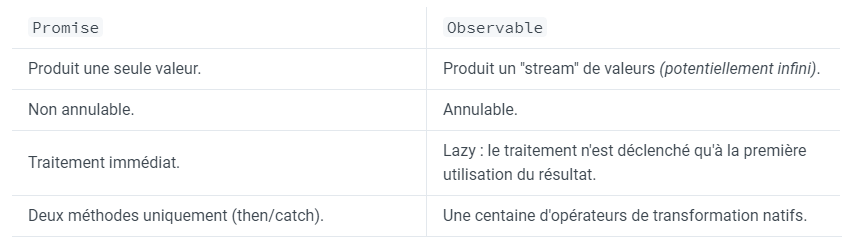 Promise
Observable
Produit une seule valeur.
Produit un "stream" de valeurs (potentiellement infini).
Non annulable.
Annulable.
Traitement immédiat.
Lazy : le traitement n'est déclenché qu'à la première
utilisation du résultat.
Deux méthodes uniquement (then/catch).
Une centaine d'opérateurs de transformation natifs.